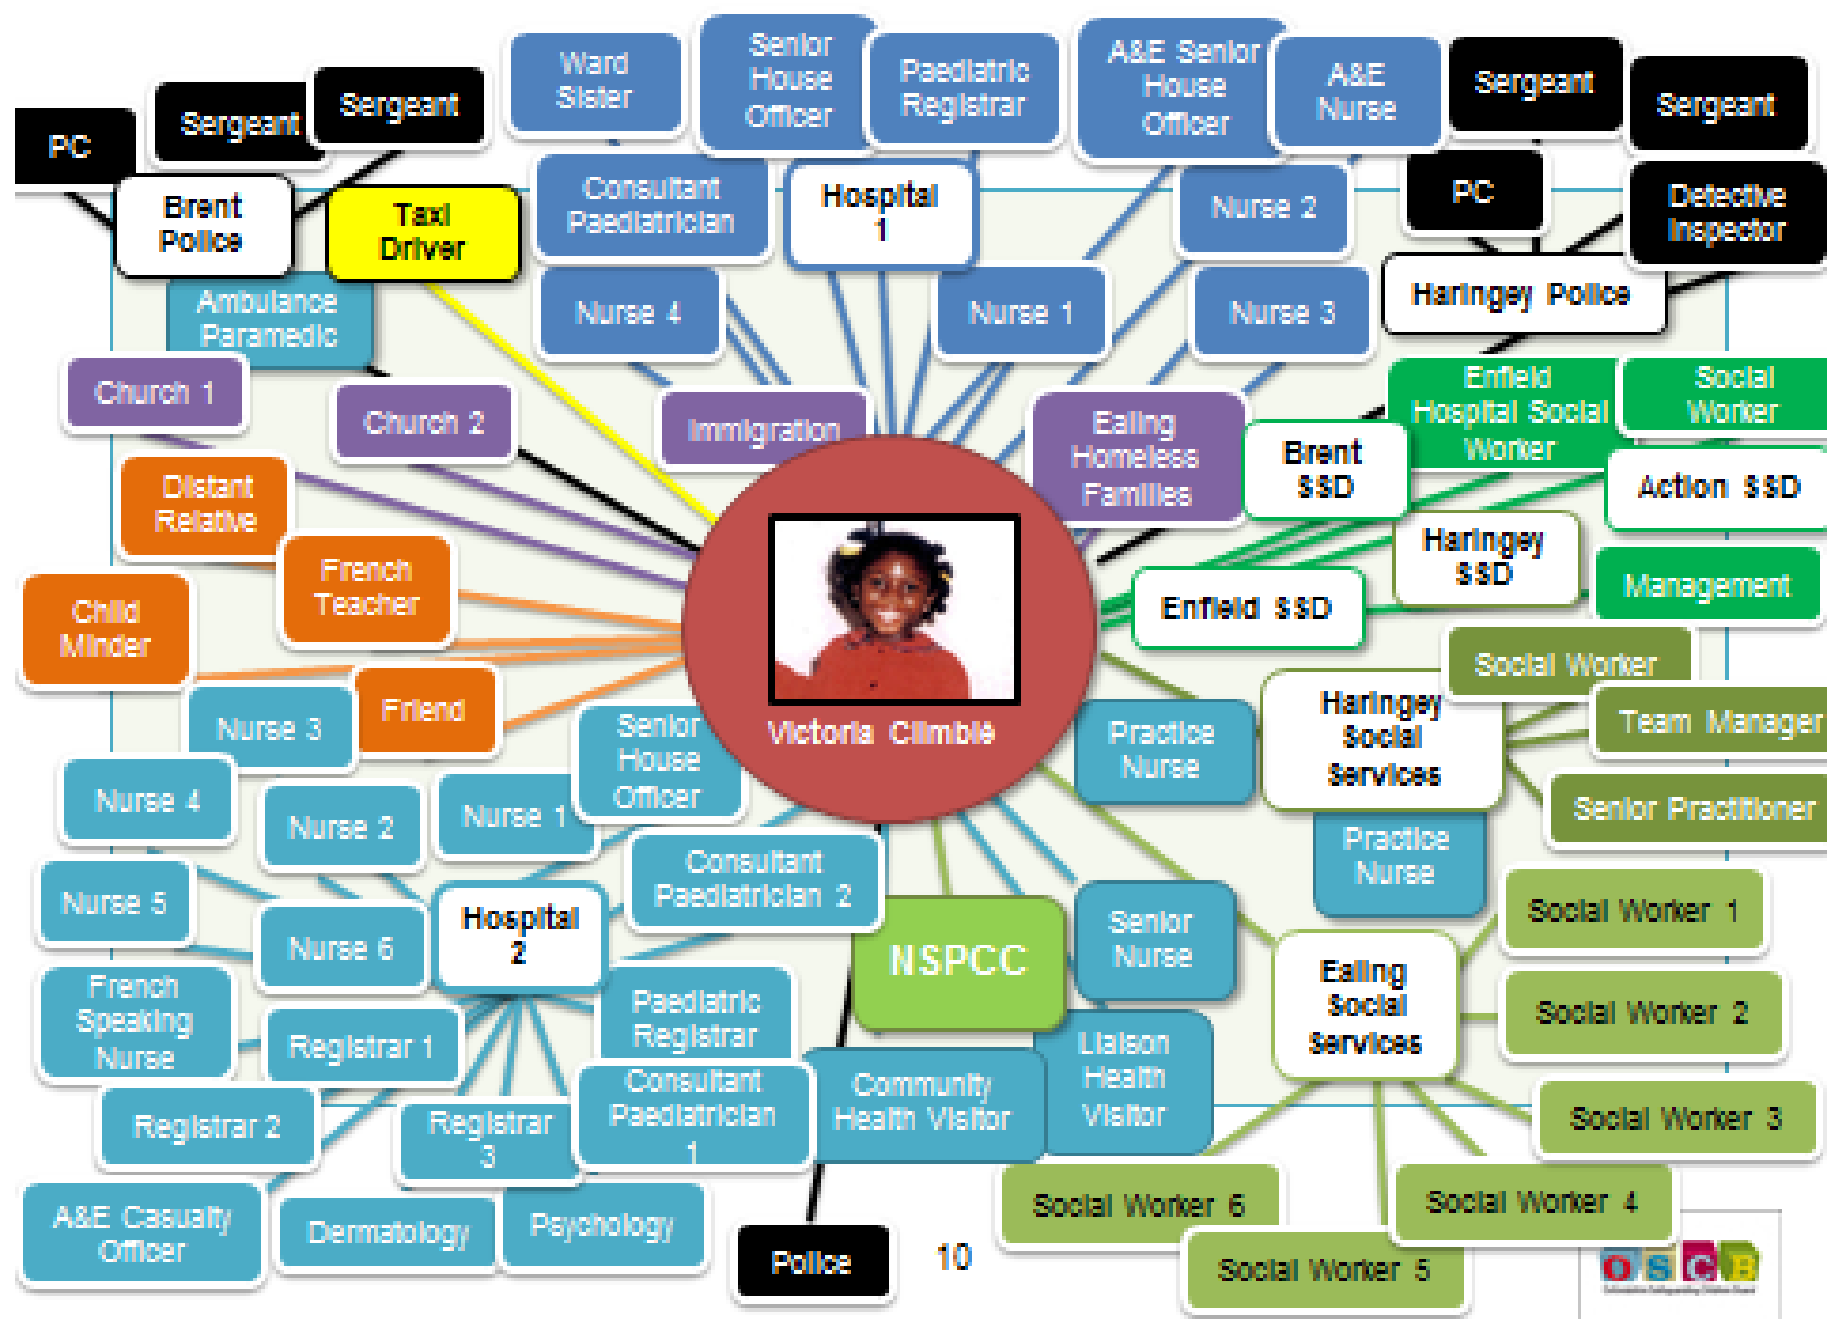 Ward
Sister
Senior
House
Officer
Paediatric
Registrar
A&E Senior
House
Officer
A&E
Nurse
Sergeant
Sergeant
PC
Sergeant
Sergeant
Brent
Police
Taxi
Driver
Consultant
Paediatrician
Hospital
1
Nurse 2
PC
Detective
Inspector
Ambulance
Paramedic
Nurse 4
Nurse 1
Nurse 3
Haringey Police
Church 1
Church 2
Immigration
Ealing
Homeless
Families
Enfield
Hospital Social
Worker
Social
Worker
Brent
SSD
Action SSD
Distant
Relative
French
Teacher
Haringey
SSD
Child
Minder
Enfield SSD
Management
Friend
Victoria Climbié
Social Worker
Haringey
Social
Services
Team Manager
Senior Practitioner
Practice
Nurse
Practice
Nurse
Nurse 3
Senior
House
Officer
Nurse 4
Nurse 2
Nurse 1
Consultant
Paediatrician 2
Nurse 5
Nurse 6
Hospital
2
NSPCC
Senior
Nurse
Ealing
Social
Services
Social Worker 1
Social Worker 2
Social Worker 3
Social Worker 4
Social Worker 5
Social Worker 6
French
Speaking
Nurse
Registrar 1
Paediatric
Registrar
Registrar 2
Registrar
3
Consultant
Paediatrician
1
Community
Health Visitor
Liaison
Health
Visitor
A&E Casualty
Officer
Dermatology
Psychology
Police
10
OSCB